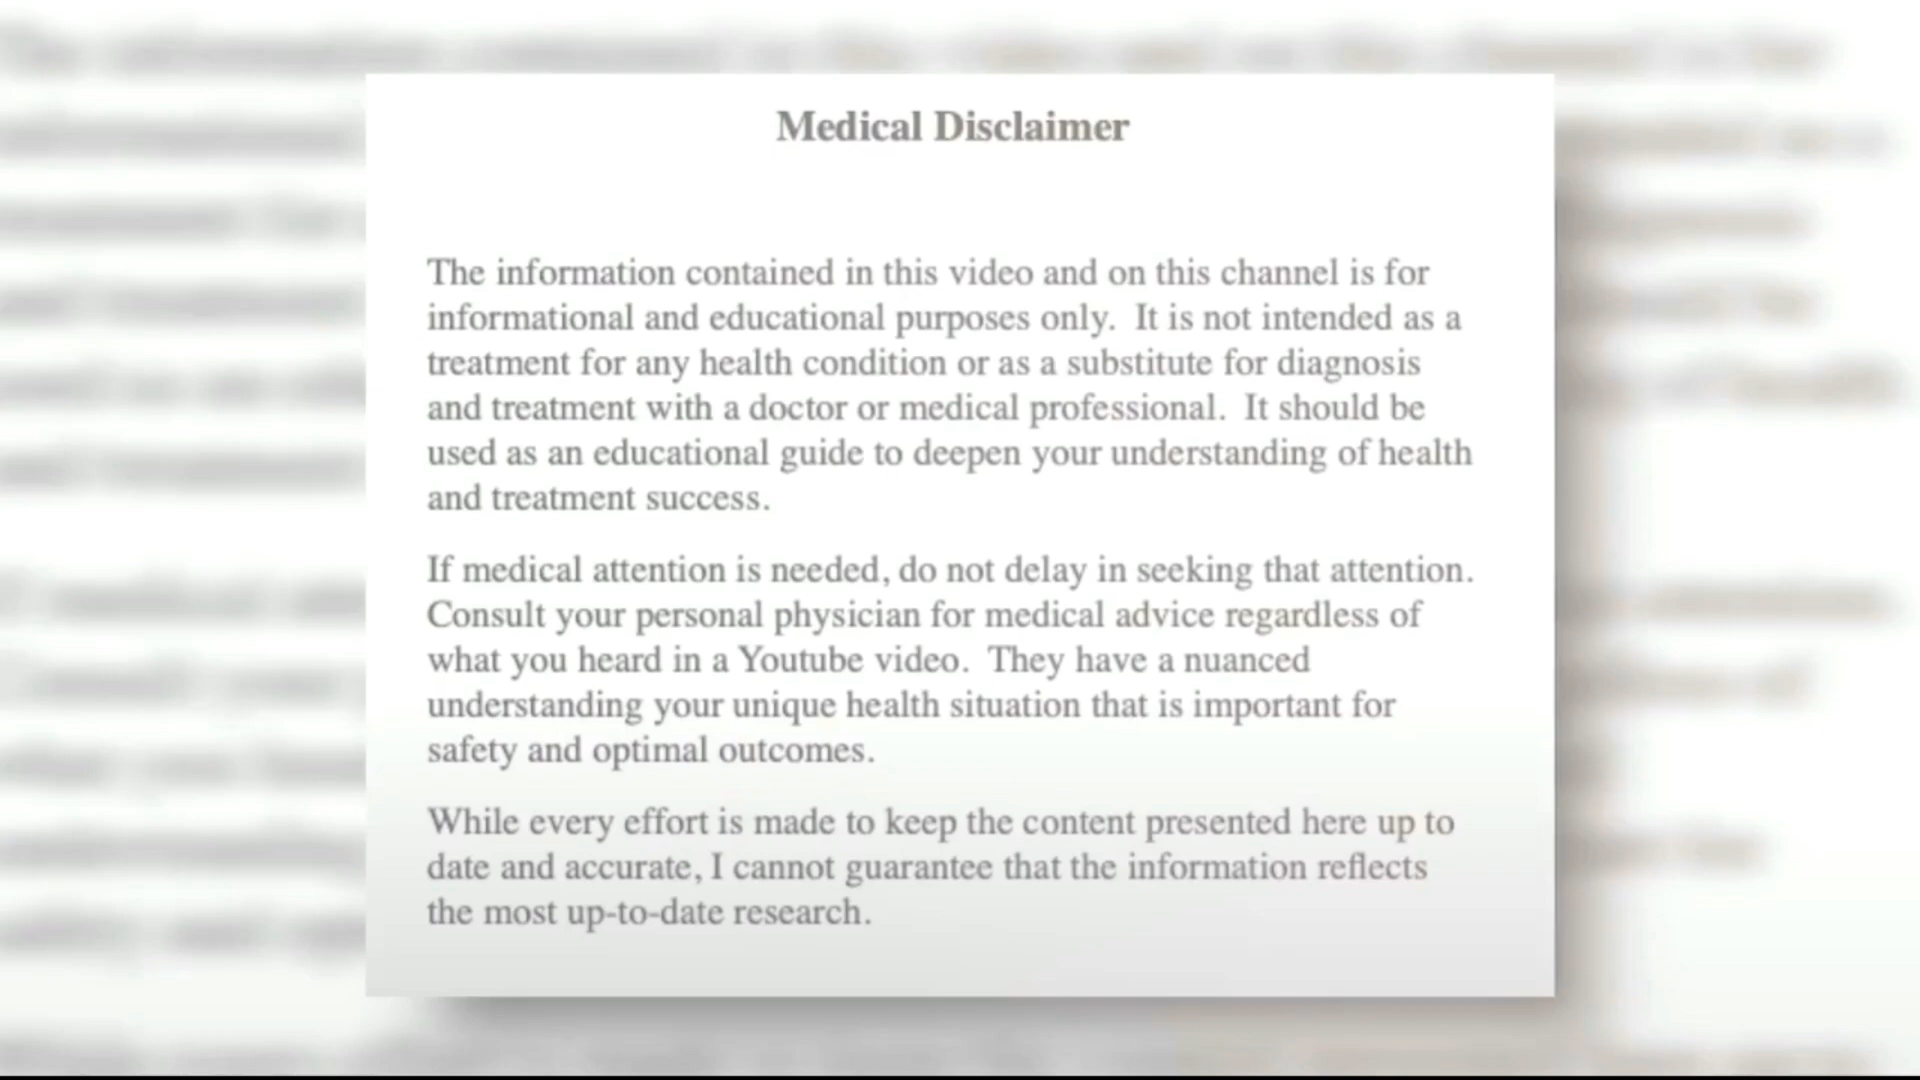 Medical Disclaimer
The information contained in this video and on this channel is for
informational and educational purposes only.  It is not intended as a
treatment for any health condition or as a substitute for diagnosis
and treatment with a doctor or medical professional.  It should be
used as an educational guide to deepen your understanding of health
and treatment success.
If medical attention is needed, do not delay in seeking that attention.
Consult your personal physician for medical advice regardless of
what you heard in a Youtube video.  They have a nuanced
understanding your unique health situation that is important for
safety and optimal outcomes.
While every effort is made to keep the content presented here up to
date and accurate, I cannot guarantee that the information reflects
the most up-to-date research.